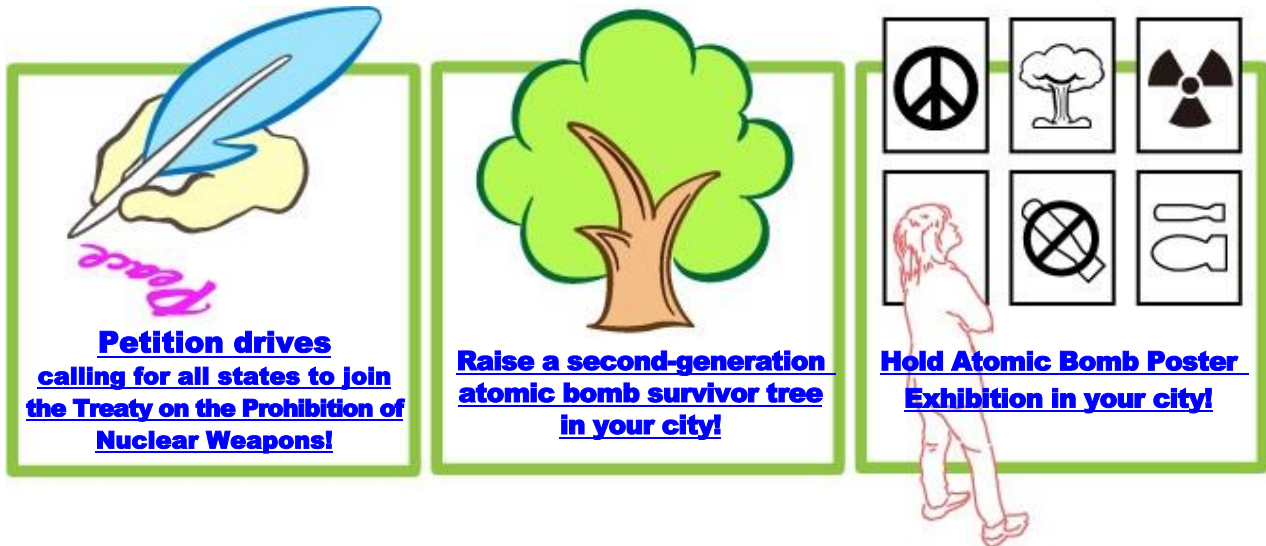 Peace
Petition drives
calling for all states to join
the Treaty on the Prohibition of
Nuclear Weapons!
Raise a second-generation
atomic bomb survivor tree
in your city!
Hold Atomic Bomb Poster
Exhibition in your city!